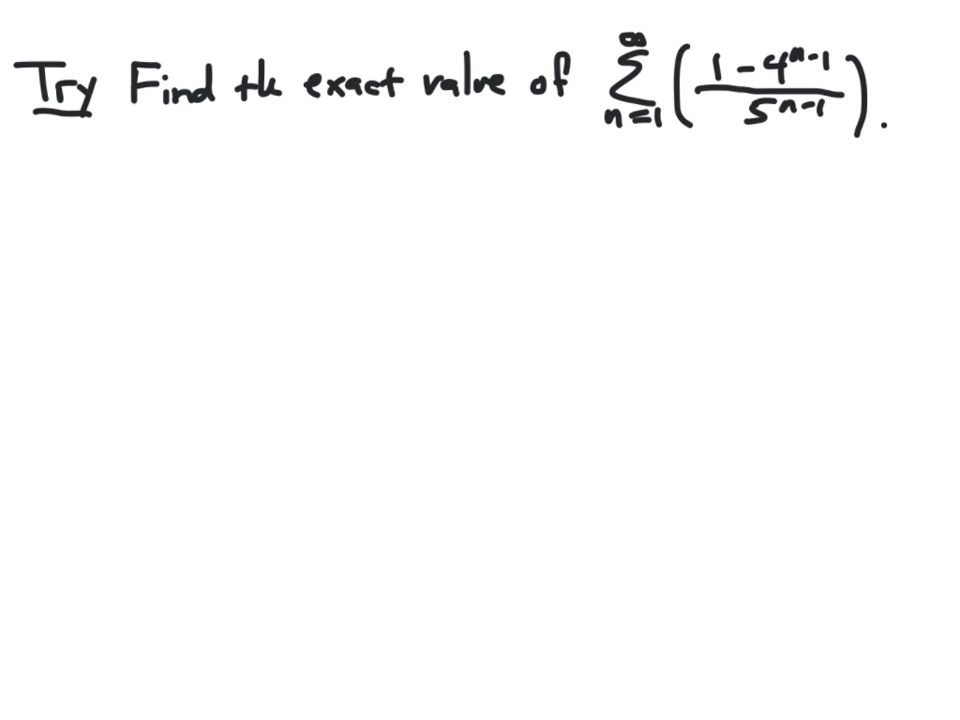 Try Find the exact value of ∞∑n=1 (1-4^n-1/5^n-1).